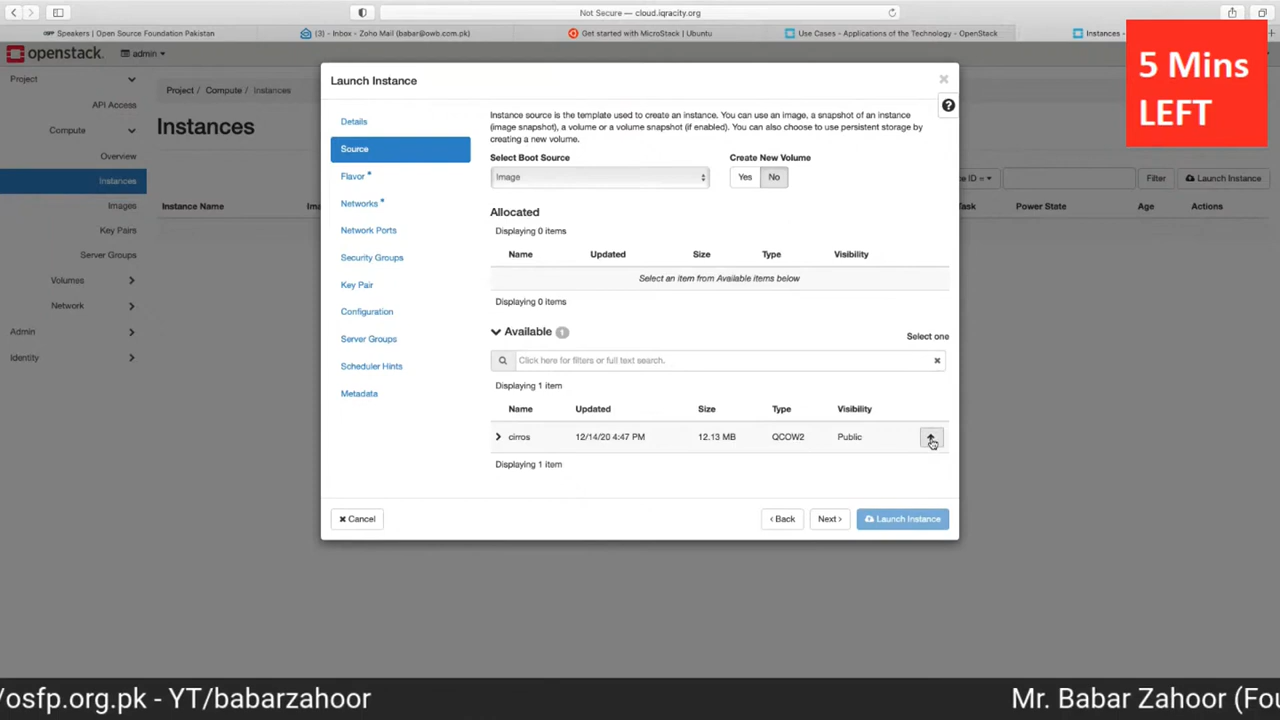 Not Secure — cloud.iqracity.org
Speakers | Open Source Foundation Pakistan
(3) - Inbox - Zoho Mail (babar@owb.com.pk)
Get started with MicroStack | Ubuntu
Use Cases - Applications of the Technology - OpenStack
Instances -
5 Mins
LEFT
openstack.
admin
Project
API Access
Compute
Overview
Instances
Images
Key Pairs
Server Groups
Volumes
Network
Admin
Identity
Project / Compute / Instances
Instances
ID =
Filter
Launch Instance
Instance Name
Task
Power State
Age
Actions
Launch Instance
Details
Source
Flavor *
Networks *
Network Ports
Security Groups
Key Pair
Configuration
Server Groups
Scheduler Hints
Metadata
Instance source is the template used to create an instance. You can use an image, a snapshot of an instance
(image snapshot), a volume or a volume snapshot (if enabled). You can also choose to use persistent storage by
creating a new volume.
Select Boot Source
Create New Volume
Image
Yes
No
Allocated
Displaying 0 items
Name Updated Size Type Visibility
Select an item from Available items below
Displaying 0 items
Available 1
Select one
Click here for filters or full text search.
Displaying 1 item
Name Updated Size Type Visibility
cirros 12/14/20 4:47 PM 12.13 MB QCOW2 Public
Displaying 1 item
Cancel
‹ Back
Next ›
Launch Instance
/osfp.org.pk - YT/babarzahoor
Mr. Babar Zahoor (Fou